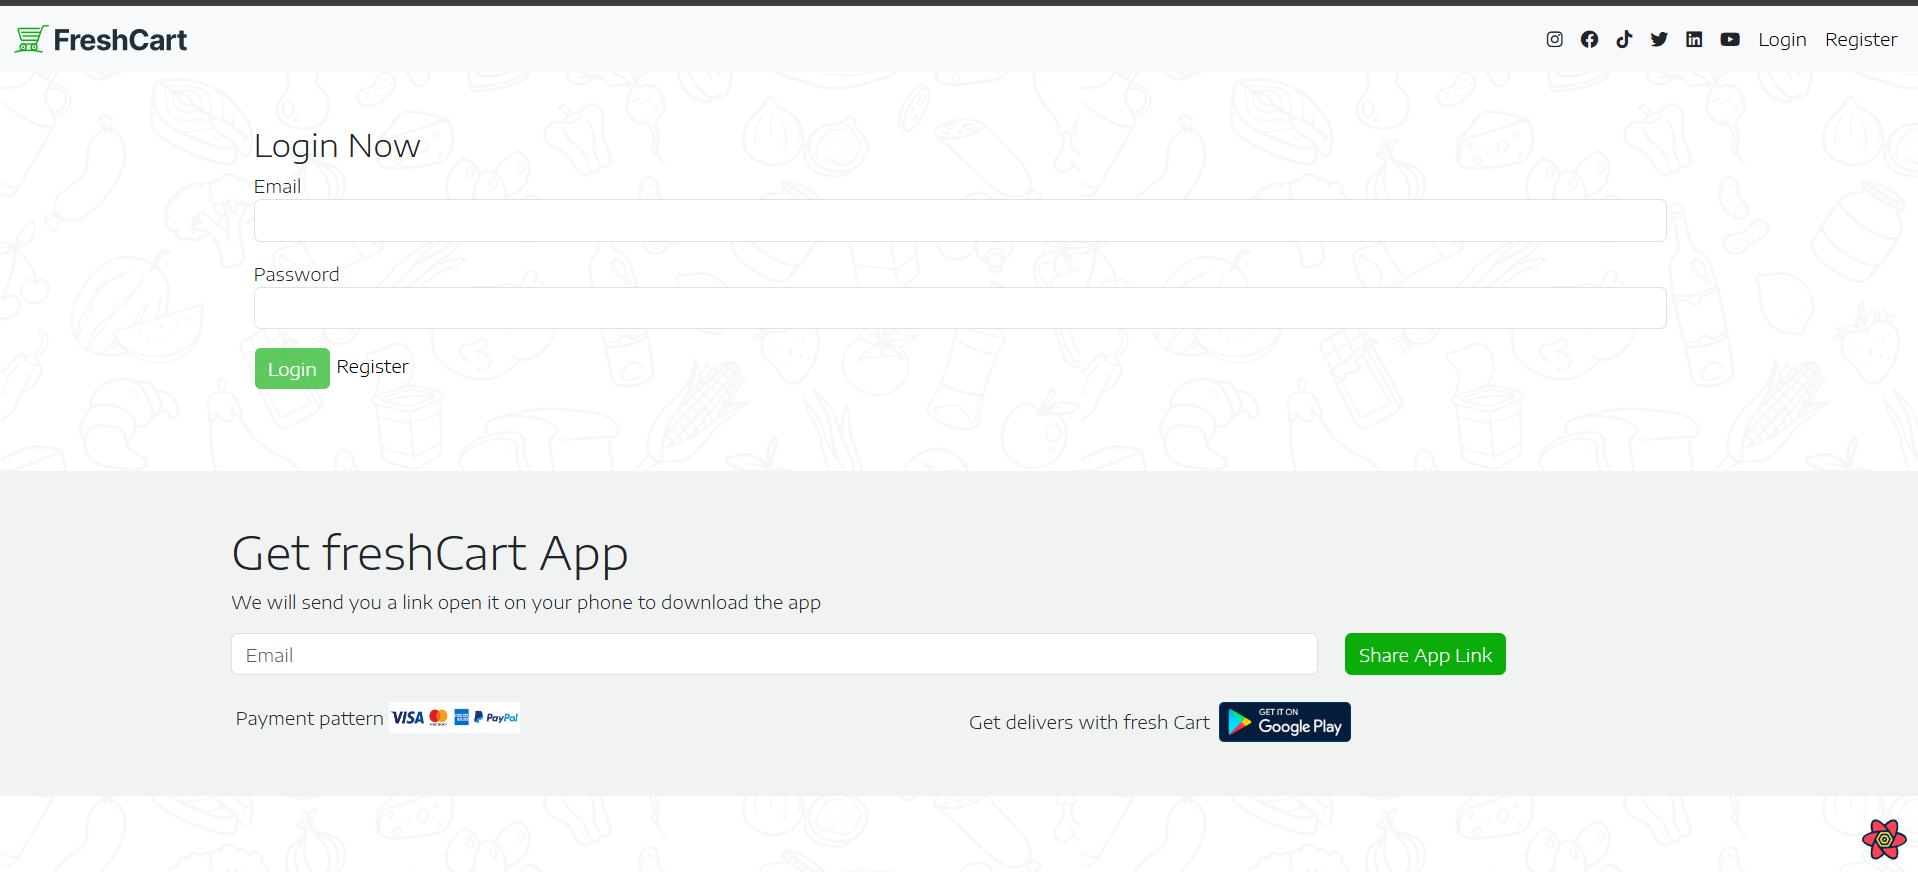 FreshCart
Login Register
Login Now
Email
Password
Login Register
Get freshCart App
We will send you a link open it on your phone to download the app
Email
Share App Link
Payment pattern VISA PayPal
Get delivers with fresh Cart GET IT ON Google Play